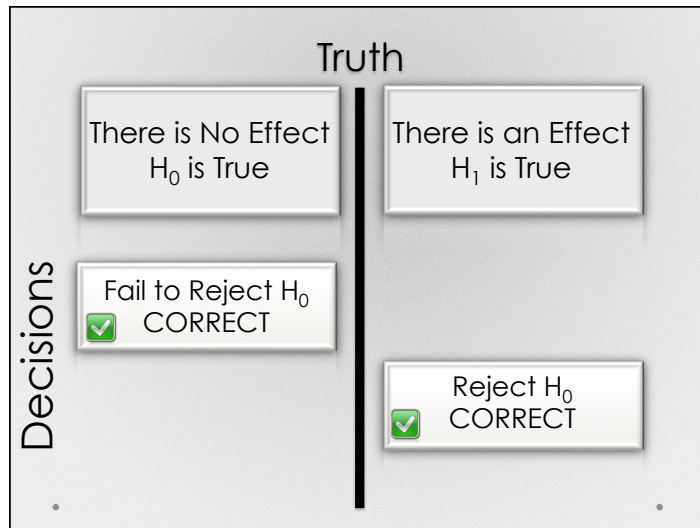 Truth
There is No Effect
H₀ is True
There is an Effect
H₁ is True
Decisions
Fail to Reject H₀
CORRECT
Reject H₀
CORRECT